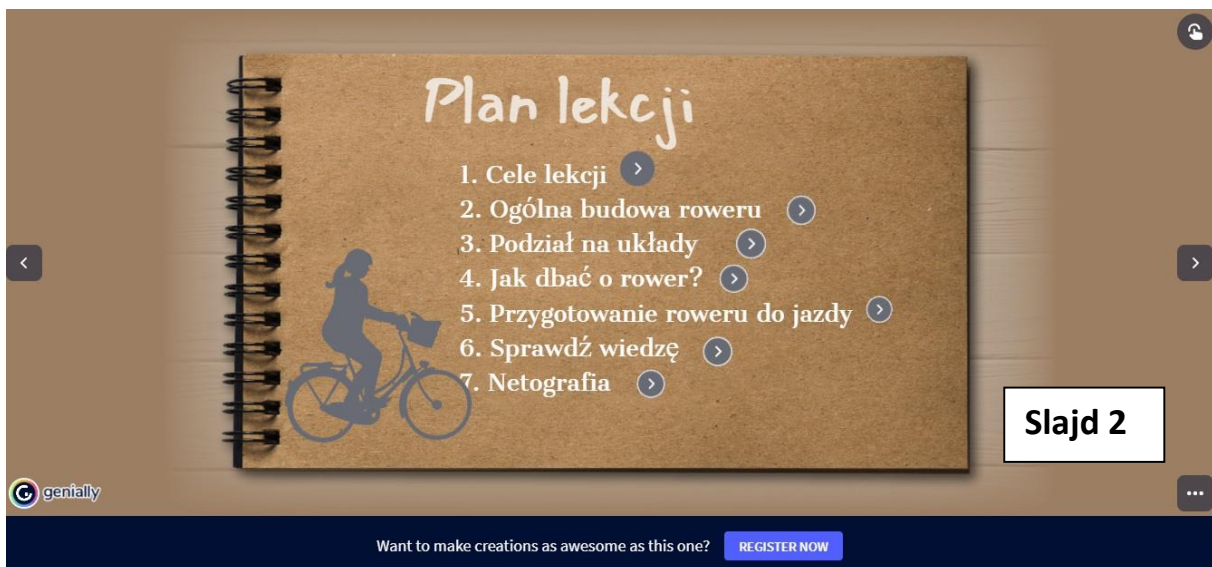 Plan lekcji
1. Cele lekcji
2. Ogólna budowa roweru
3. Podział na układy
4. Jak dbać o rower?
5. Przygotowanie roweru do jazdy
6. Sprawdź wiedzę
7. Netografia
Slajd 2
genially
Want to make creations as awesome as this one? REGISTER NOW